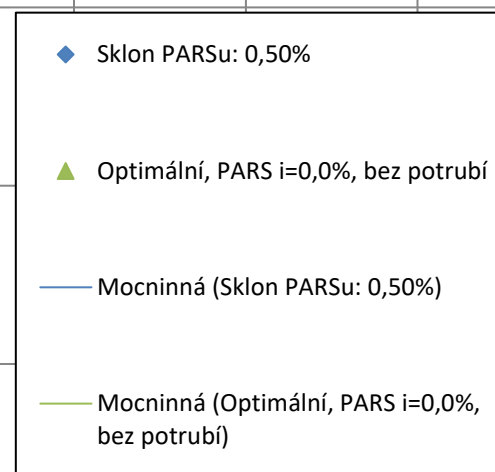 Sklon PARSu: 0,50%
Optimální, PARS i=0,0%, bez potrubí
Mocninná (Sklon PARSu: 0,50%)
Mocninná (Optimální, PARS i=0,0%,
bez potrubí)